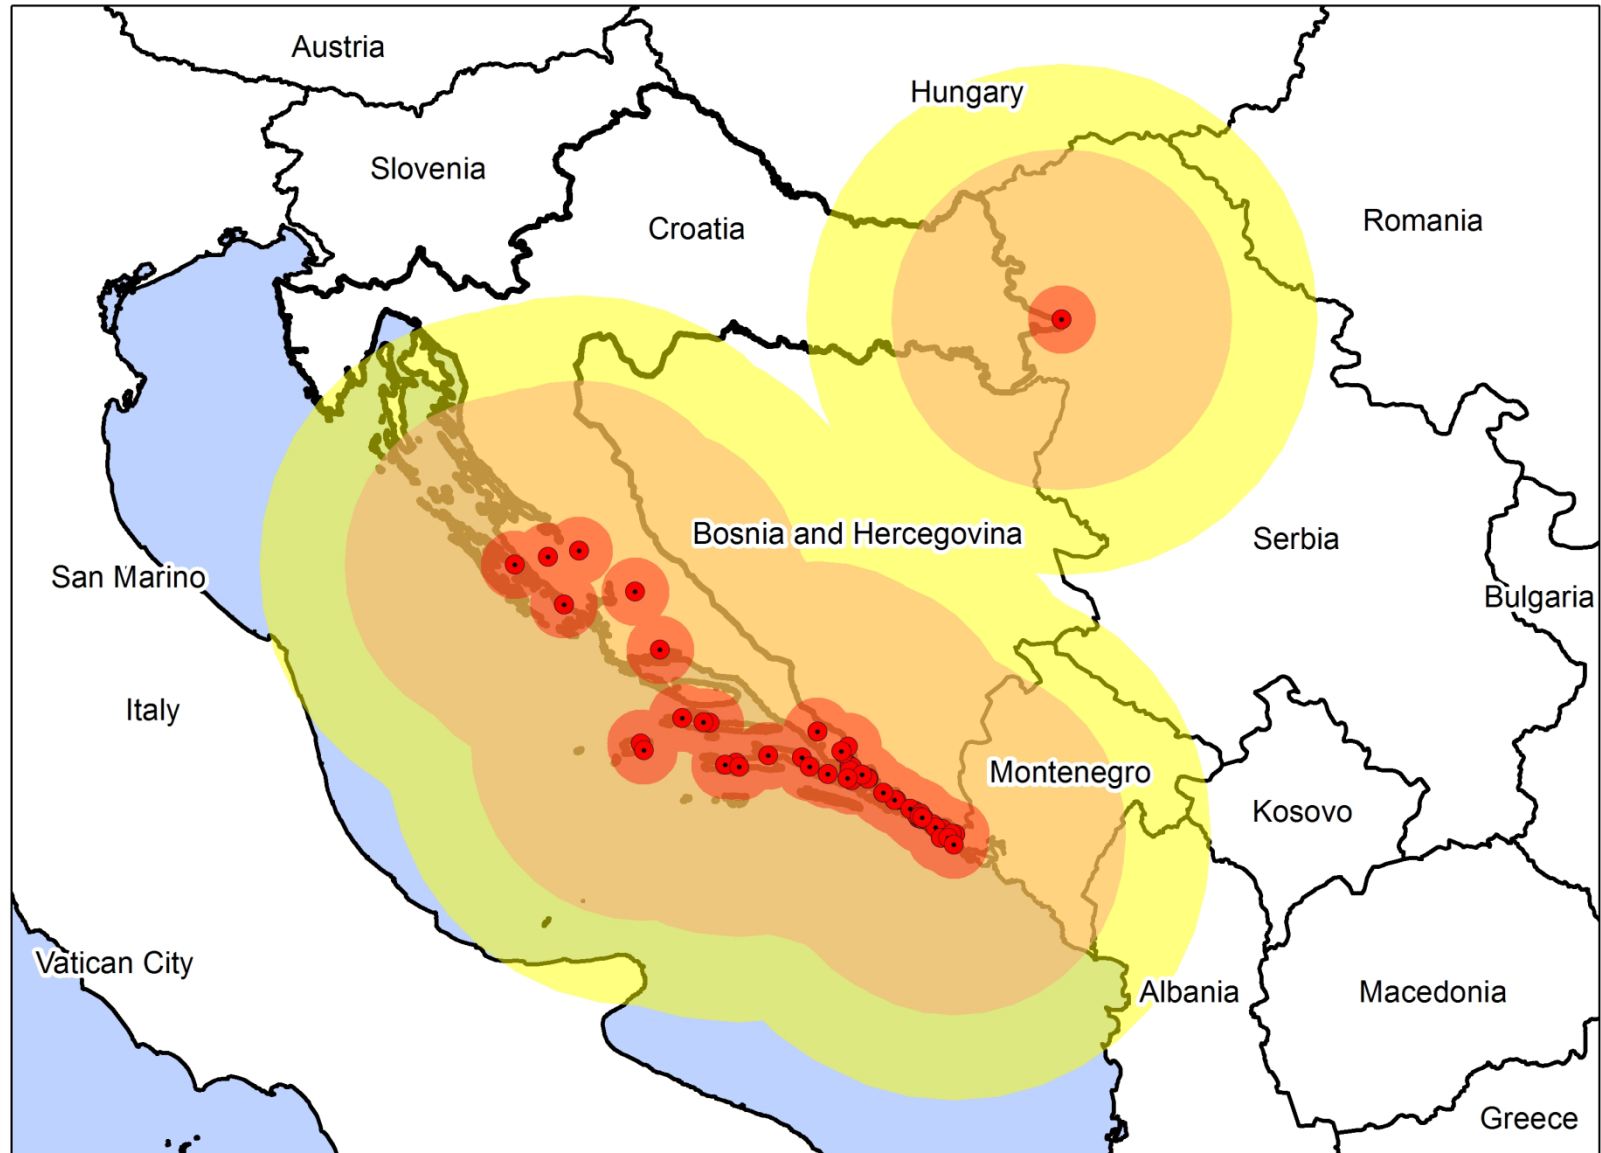 Austria
Hungary
Slovenia
Croatia
Romania
Bosnia and Hercegovina
Serbia
San Marino
Bulgaria
Italy
Montenegro
Kosovo
Vatican City
Albania
Macedonia
Greece